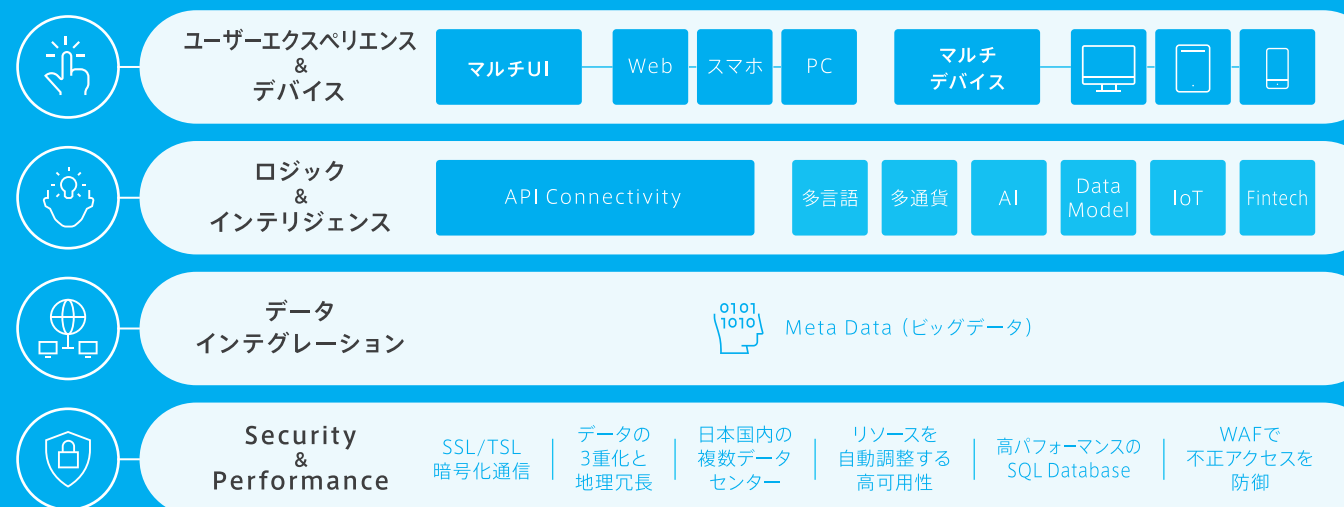 ユーザーエクスペリエンス
&
デバイス
マルチUI
Web
スマホ
PC
マルチ
デバイス
ロジック
&
インテリジェンス
API Connectivity
多言語
多通貨
AI
Data
Model
IoT
Fintech
データ
インテグレーション
0101
1010
Meta Data (ビッグデータ)
Security
&
Performance
SSL/TSL
暗号化通信
データの
3重化と
地理冗長
日本国内の
複数データ
センター
リソースを
自動調整する
高可用性
高パフォーマンスの
SQL Database
WAFで
不正アクセスを
防御